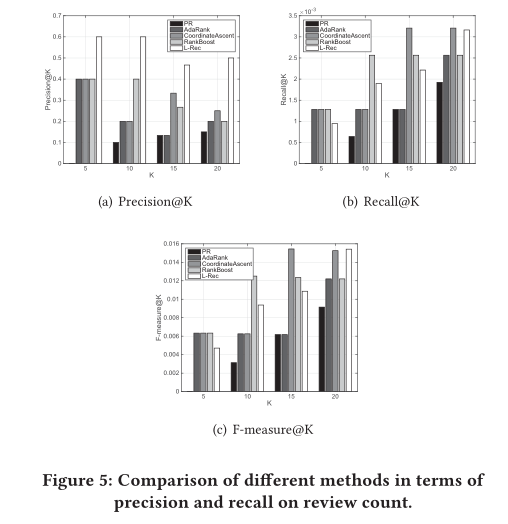 0.7
0.6
0.5
0.4
0.3
0.2
0.1
0
Precision@K
PR
AdaRank
CoordinateAscent
RankBoost
L-Rec
5 10 15 20
K
(a) Precision@K
×10⁻³
3.5
3
2.5
2
1.5
1
0.5
0
Recall@K
PR
AdaRank
CoordinateAscent
RankBoost
L-Rec
5 10 15 20
K
(b) Recall@K
0.016
0.014
0.012
0.01
0.008
0.006
0.004
0.002
0
F-measure@K
PR
AdaRank
CoordinateAscent
RankBoost
L-Rec
5 10 15 20
K
(c) F-measure@K
Figure 5: Comparison of different methods in terms of
precision and recall on review count.